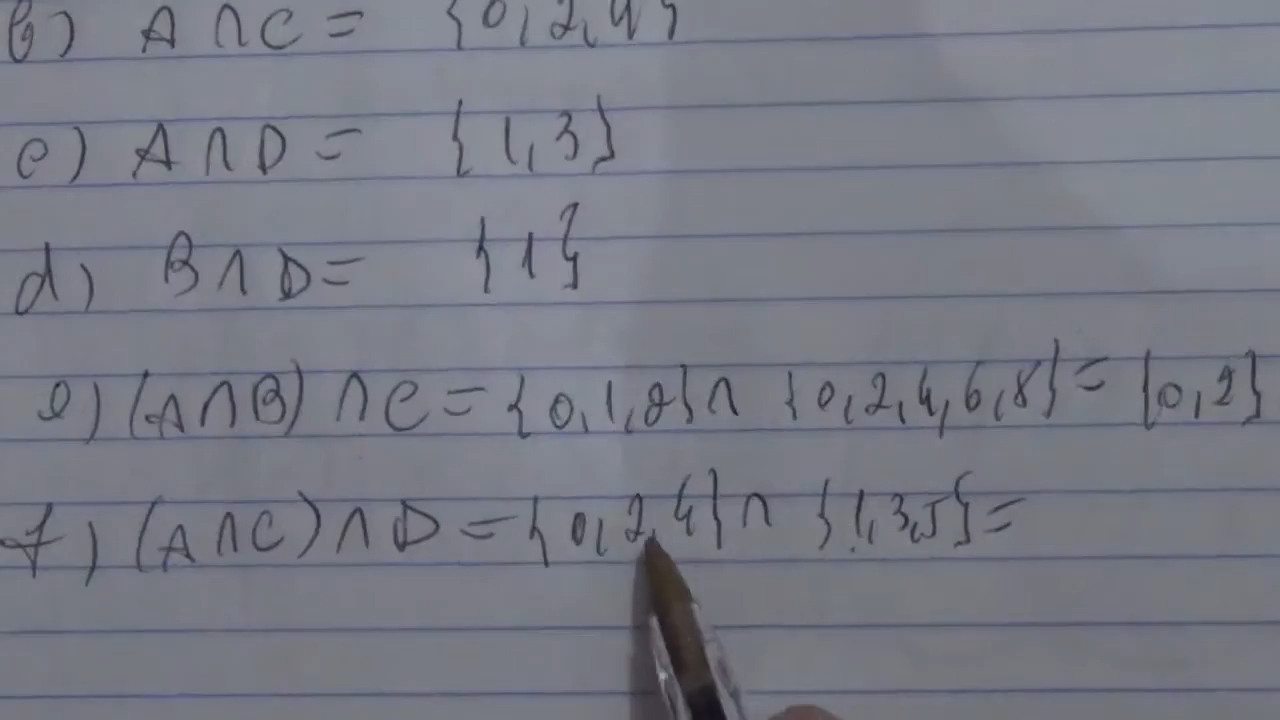 b) A ∩ C = {0, 2, 4}
c) A ∩ D = {1, 3}
d) B ∩ D = {1}
e) (A ∩ B) ∩ C = {0, 1, 2} ∩ {0, 2, 4, 6, 8} = {0, 2}
f) (A ∩ C) ∩ D = {0, 2, 4} ∩ {1, 3, 5} =